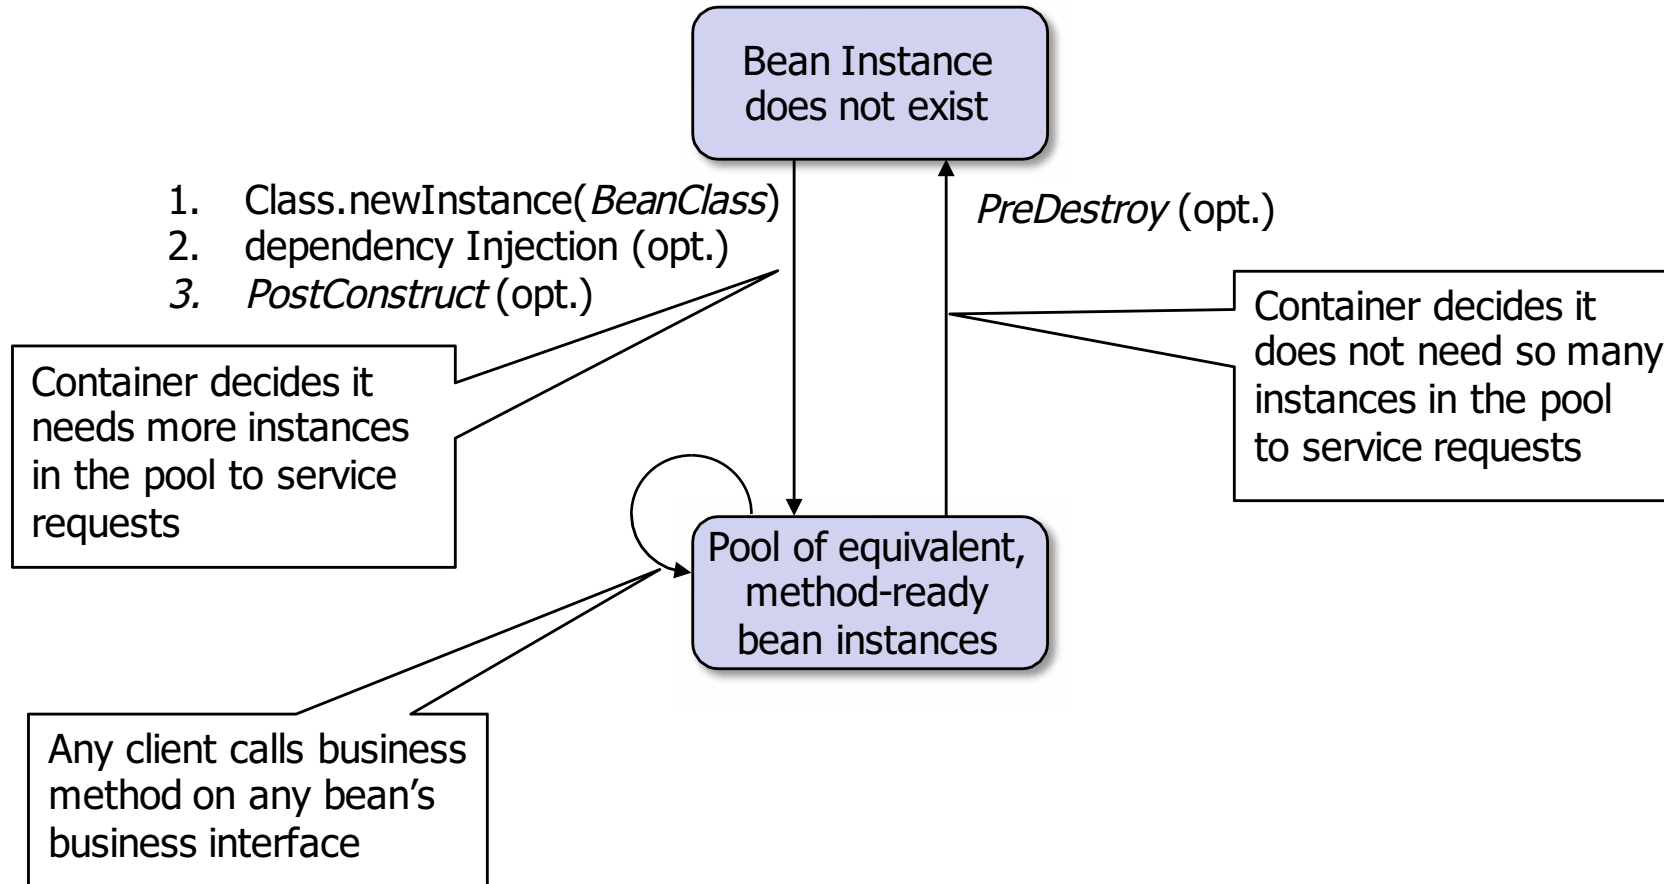 Bean Instance
does not exist
1. Class.newInstance(BeanClass)
2. dependency Injection (opt.)
3. PostConstruct (opt.)
PreDestroy (opt.)
Container decides it
needs more instances
in the pool to service
requests
Container decides it
does not need so many
instances in the pool
to service requests
Pool of equivalent,
method-ready
bean instances
Any client calls business
method on any bean’s
business interface